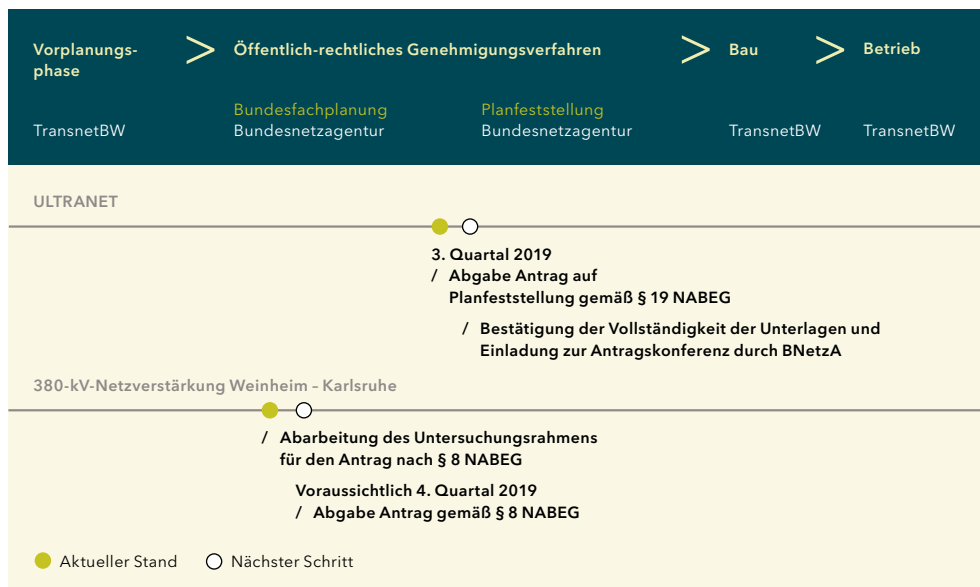 Vorplanungs-
phase
>
Öffentlich-rechtliches Genehmigungsverfahren
>
Bau
>
Betrieb
TransnetBW
Bundesfachplanung
Bundesnetzagentur
Planfeststellung
Bundesnetzagentur
TransnetBW
TransnetBW
ULTRANET
3. Quartal 2019
/ Abgabe Antrag auf
Planfeststellung gemäß § 19 NABEG
/ Bestätigung der Vollständigkeit der Unterlagen und
Einladung zur Antragskonferenz durch BNetzA
380-kV-Netzverstärkung Weinheim – Karlsruhe
/ Abarbeitung des Untersuchungsrahmens
für den Antrag nach § 8 NABEG
Voraussichtlich 4. Quartal 2019
/ Abgabe Antrag gemäß § 8 NABEG
Aktueller Stand
Nächster Schritt